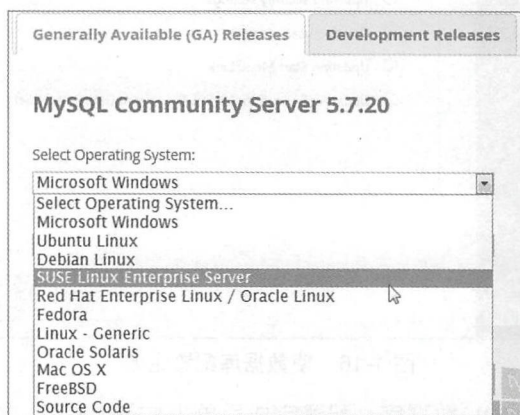 Generally Available (GA) Releases
Development Releases
MySQL Community Server 5.7.20
Select Operating System:
Microsoft Windows
Select Operating System...
Microsoft Windows
Ubuntu Linux
Debian Linux
SUSE Linux Enterprise Server
Red Hat Enterprise Linux / Oracle Linux
Fedora
Linux - Generic
Oracle Solaris
Mac OS X
FreeBSD
Source Code